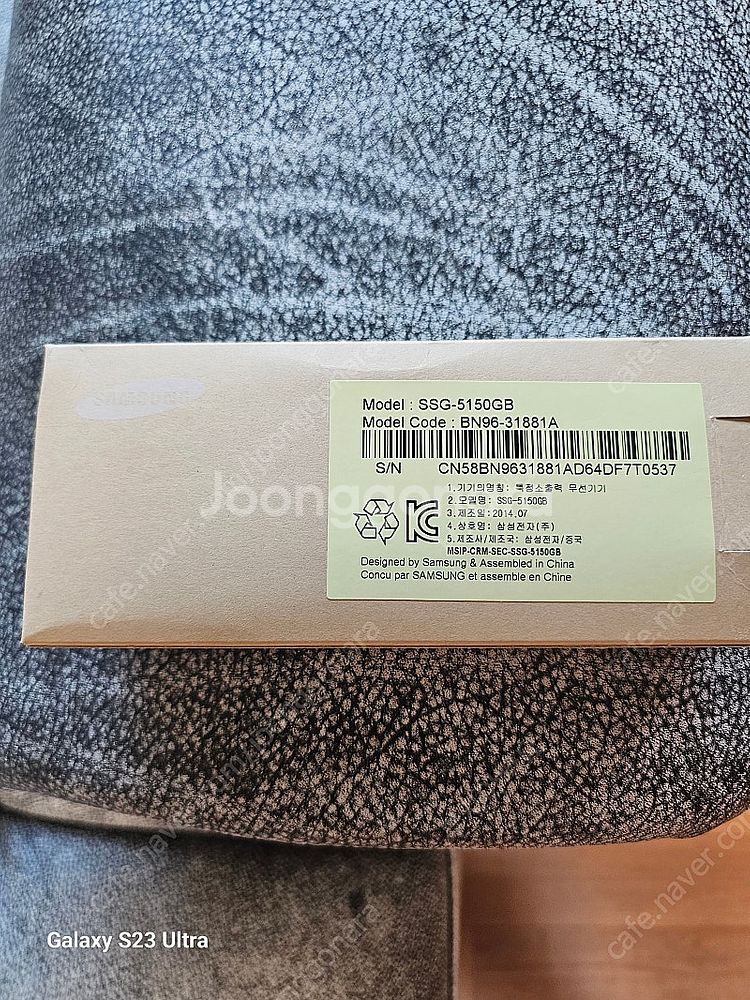 SAMSUNG
Model : SSG-5150GB
Model Code : BN96-31881A
S/N CN58BN9631881AD64DF7T0537
1.기기의명칭: 특정소출력 무선기기
2.모델명: SSG-5150GB
3.제조일:2014.07
4.상호명: 삼성전자(주)
5.제조사/제조국: 삼성전자/중국
MSIP-CRM-SEC-SSG-5150GB
Designed by Samsung & Assembled in China
Concu par SAMSUNG et assemble en Chine
Joonggonara
cafe.naver.com
Galaxy S23 Ultra